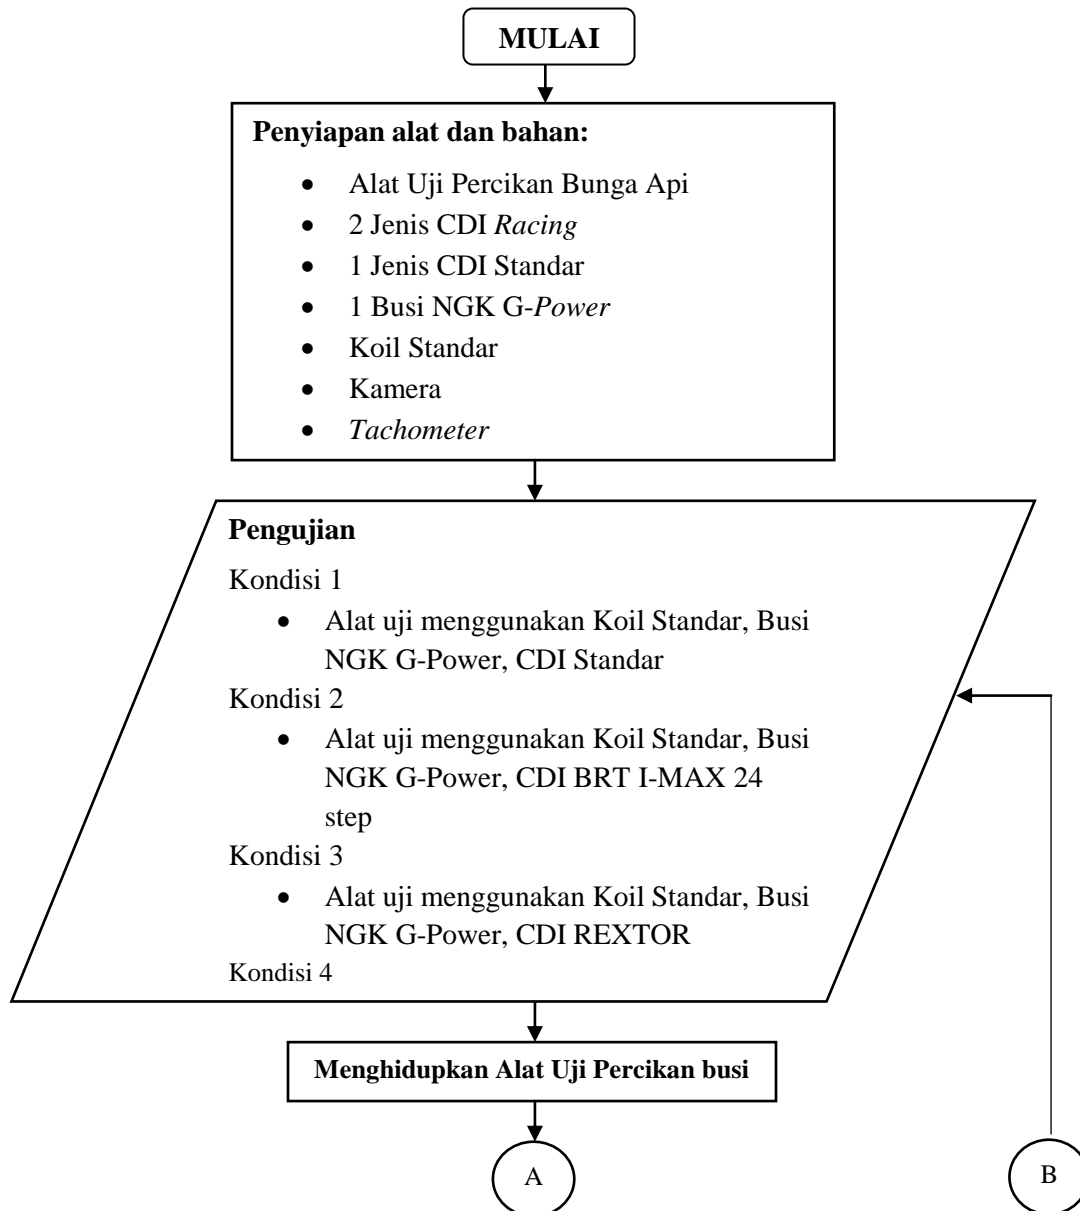 MULAI
Penyiapan alat dan bahan:
• Alat Uji Percikan Bunga Api
• 2 Jenis CDI Racing
• 1 Jenis CDI Standar
• 1 Busi NGK G-Power
• Koil Standar
• Kamera
• Tachometer
Pengujian
Kondisi 1
• Alat uji menggunakan Koil Standar, Busi
NGK G-Power, CDI Standar
Kondisi 2
• Alat uji menggunakan Koil Standar, Busi
NGK G-Power, CDI BRT I-MAX 24
step
Kondisi 3
• Alat uji menggunakan Koil Standar, Busi
NGK G-Power, CDI REXTOR
Kondisi 4
Menghidupkan Alat Uji Percikan busi
A
B